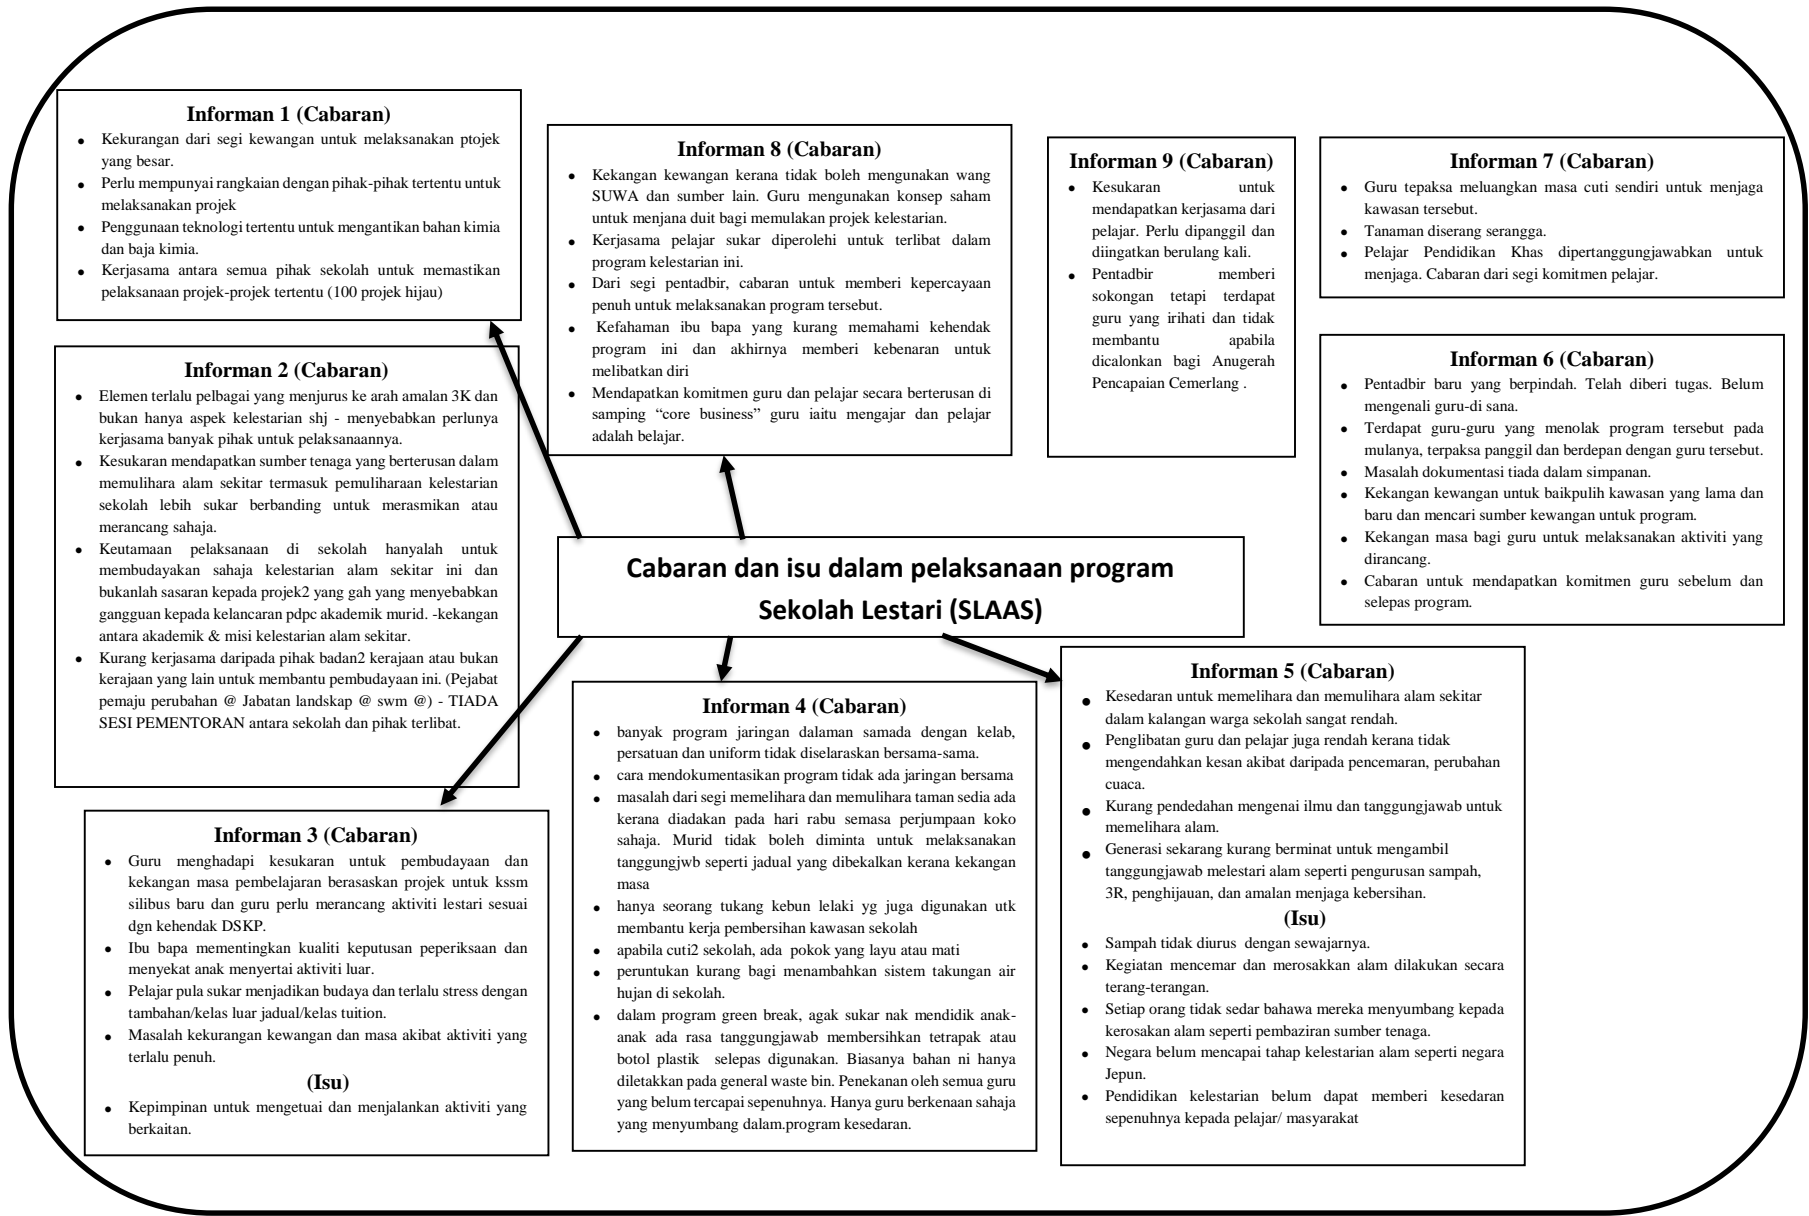 Informan 1 (Cabaran)
• Kekurangan dari segi kewangan untuk melaksanakan ptojek
yang besar.
• Perlu mempunyai rangkaian dengan pihak-pihak tertentu untuk
melaksanakan projek
• Penggunaan teknologi tertentu untuk mengantikan bahan kimia
dan baja kimia.
• Kerjasama antara semua pihak sekolah untuk memastikan
pelaksanaan projek-projek tertentu (100 projek hijau)
Informan 8 (Cabaran)
• Kekangan kewangan kerana tidak boleh mengunakan wang
SUWA dan sumber lain. Guru mengunakan konsep saham
untuk menjana duit bagi memulakan projek kelestarian.
• Kerjasama pelajar sukar diperolehi untuk terlibat dalam
program kelestarian ini.
• Dari segi pentadbir, cabaran untuk memberi kepercayaan
penuh untuk melaksanakan program tersebut.
• Kefahaman ibu bapa yang kurang memahami kehendak
program ini dan akhirnya memberi kebenaran untuk
melibatkan diri
• Mendapatkan komitmen guru dan pelajar secara berterusan di
samping “core business” guru iaitu mengajar dan pelajar
adalah belajar.
Informan 9 (Cabaran)
• Kesukaran untuk
mendapatkan kerjasama dari
pelajar. Perlu dipanggil dan
diingatkan berulang kali.
• Pentadbir memberi
sokongan tetapi terdapat
guru yang irihati dan tidak
membantu apabila
dicalonkan bagi Anugerah
Pencapaian Cemerlang .
Informan 7 (Cabaran)
• Guru tepaksa meluangkan masa cuti sendiri untuk menjaga
kawasan tersebut.
• Tanaman diserang serangga.
• Pelajar Pendidikan Khas dipertanggungjawabkan untuk
menjaga. Cabaran dari segi komitmen pelajar.
Informan 2 (Cabaran)
• Elemen terlalu pelbagai yang menjurus ke arah amalan 3K dan
bukan hanya aspek kelestarian shj - menyebabkan perlunya
kerjasama banyak pihak untuk pelaksanaannya.
• Kesukaran mendapatkan sumber tenaga yang berterusan dalam
memulihara alam sekitar termasuk pemuliharaan kelestarian
sekolah lebih sukar berbanding untuk merasmikan atau
merancang sahaja.
• Keutamaan pelaksanaan di sekolah hanyalah untuk
membudayakan sahaja kelestarian alam sekitar ini dan
bukanlah sasaran kepada projek2 yang gah yang menyebabkan
gangguan kepada kelancaran pdpc akademik murid. -kekangan
antara akademik & misi kelestarian alam sekitar.
• Kurang kerjasama daripada pihak badan2 kerajaan atau bukan
kerajaan yang lain untuk membantu pembudayaan ini. (Pejabat
pemaju perubahan @ Jabatan landskap @ swm @) - TIADA
SESI PEMENTORAN antara sekolah dan pihak terlibat.
Informan 6 (Cabaran)
• Pentadbir baru yang berpindah. Telah diberi tugas. Belum
mengenali guru-di sana.
• Terdapat guru-guru yang menolak program tersebut pada
mulanya, terpaksa panggil dan berdepan dengan guru tersebut.
• Masalah dokumentasi tiada dalam simpanan.
• Kekangan kewangan untuk baikpulih kawasan yang lama dan
baru dan mencari sumber kewangan untuk program.
• Kekangan masa bagi guru untuk melaksanakan aktiviti yang
dirancang.
• Cabaran untuk mendapatkan komitmen guru sebelum dan
selepas program.
Cabaran dan isu dalam pelaksanaan program
Sekolah Lestari (SLAAS)
Informan 3 (Cabaran)
• Guru menghadapi kesukaran untuk pembudayaan dan
kekangan masa pembelajaran berasaskan projek untuk kssm
silibus baru dan guru perlu merancang aktiviti lestari sesuai
dgn kehendak DSKP.
• Ibu bapa mementingkan kualiti keputusan peperiksaan dan
menyekat anak menyertai aktiviti luar.
• Pelajar pula sukar menjadikan budaya dan terlalu stress dengan
tambahan/kelas luar jadual/kelas tuition.
• Masalah kekurangan kewangan dan masa akibat aktiviti yang
terlalu penuh.
(Isu)
• Kepimpinan untuk mengetuai dan menjalankan aktiviti yang
berkaitan.
Informan 4 (Cabaran)
• banyak program jaringan dalaman samada dengan kelab,
persatuan dan uniform tidak diselaraskan bersama-sama.
• cara mendokumentasikan program tidak ada jaringan bersama
• masalah dari segi memelihara dan memulihara taman sedia ada
kerana diadakan pada hari rabu semasa perjumpaan koko
sahaja. Murid tidak boleh diminta untuk melaksanakan
tanggungjwb seperti jadual yang dibekalkan kerana kekangan
masa
• hanya seorang tukang kebun lelaki yg juga digunakan utk
membantu kerja pembersihan kawasan sekolah
• apabila cuti2 sekolah, ada pokok yang layu atau mati
• peruntukan kurang bagi menambahkan sistem takungan air
hujan di sekolah.
• dalam program green break, agak sukar nak mendidik anak-
anak ada rasa tanggungjawab membersihkan tetrapak atau
botol plastik selepas digunakan. Biasanya bahan ni hanya
diletakkan pada general waste bin. Penekanan oleh semua guru
yang belum tercapai sepenuhnya. Hanya guru berkenaan sahaja
yang menyumbang dalam.program kesedaran.
Informan 5 (Cabaran)
• Kesedaran untuk memelihara dan memulihara alam sekitar
dalam kalangan warga sekolah sangat rendah.
• Penglibatan guru dan pelajar juga rendah kerana tidak
mengendahkan kesan akibat daripada pencemaran, perubahan
cuaca.
• Kurang pendedahan mengenai ilmu dan tanggungjawab untuk
memelihara alam.
• Generasi sekarang kurang berminat untuk mengambil
tanggungjawab melestari alam seperti pengurusan sampah,
3R, penghijauan, dan amalan menjaga kebersihan.
(Isu)
• Sampah tidak diurus dengan sewajarnya.
• Kegiatan mencemar dan merosakkan alam dilakukan secara
terang-terangan.
• Setiap orang tidak sedar bahawa mereka menyumbang kepada
kerosakan alam seperti pembaziran sumber tenaga.
• Negara belum mencapai tahap kelestarian alam seperti negara
Jepun.
• Pendidikan kelestarian belum dapat memberi kesedaran
sepenuhnya kepada pelajar/ masyarakat